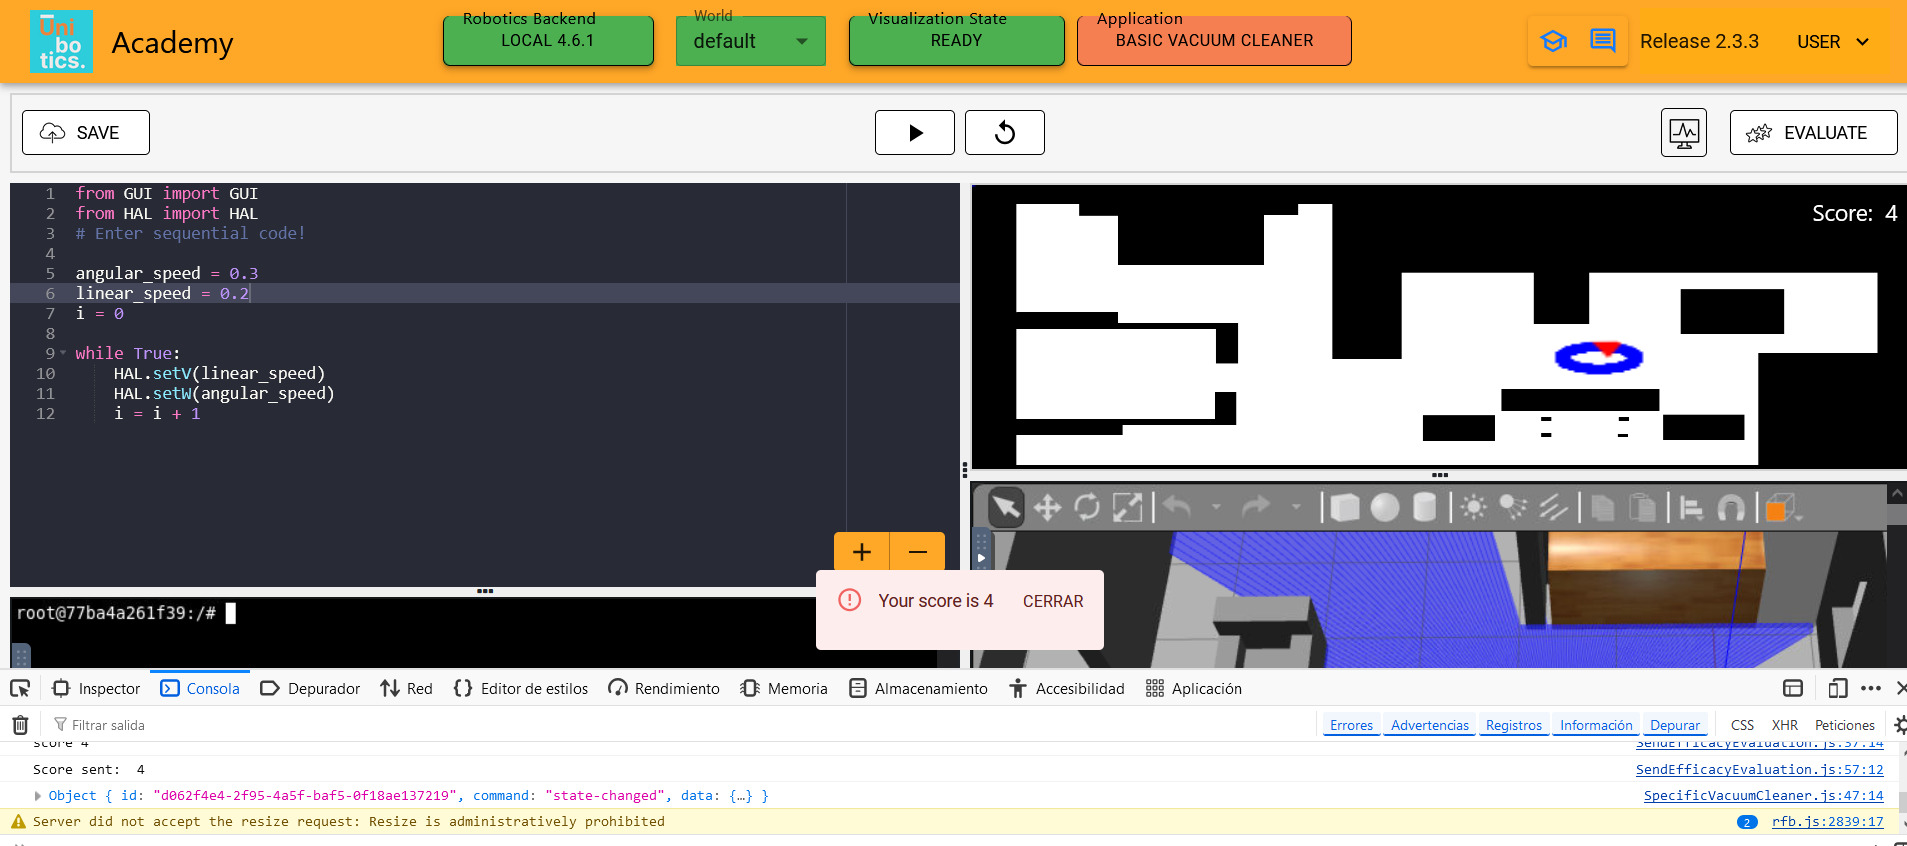 Uni
bo
tics.
Academy
Robotics Backend
LOCAL 4.6.1
World
default
Visualization State
READY
Application
BASIC VACUUM CLEANER
Release 2.3.3
USER
SAVE
EVALUATE
1 from GUI import GUI
2 from HAL import HAL
3 # Enter sequential code!
4
5 angular_speed = 0.3
6 linear_speed = 0.2
7 i = 0
8
9 while True:
10 HAL.setV(linear_speed)
11 HAL.setW(angular_speed)
12 i = i + 1
Score: 4
+ −
root@77ba4a261f39:/#
Your score is 4 CERRAR
Inspector Consola Depurador Red Editor de estilos Rendimiento Memoria Almacenamiento Accesibilidad Aplicación
Filtrar salida
Errores Advertencias Registros Información Depurar CSS XHR Peticiones
score 4 SendEfficacyEvaluation.js:37:14
Score sent: 4 SendEfficacyEvaluation.js:57:12
Object { id: "d062f4e4-2f95-4a5f-baf5-0f18ae137219", command: "state-changed", data: {…} } SpecificVacuumCleaner.js:47:14
Server did not accept the resize request: Resize is administratively prohibited 2 rfb.js:2839:17